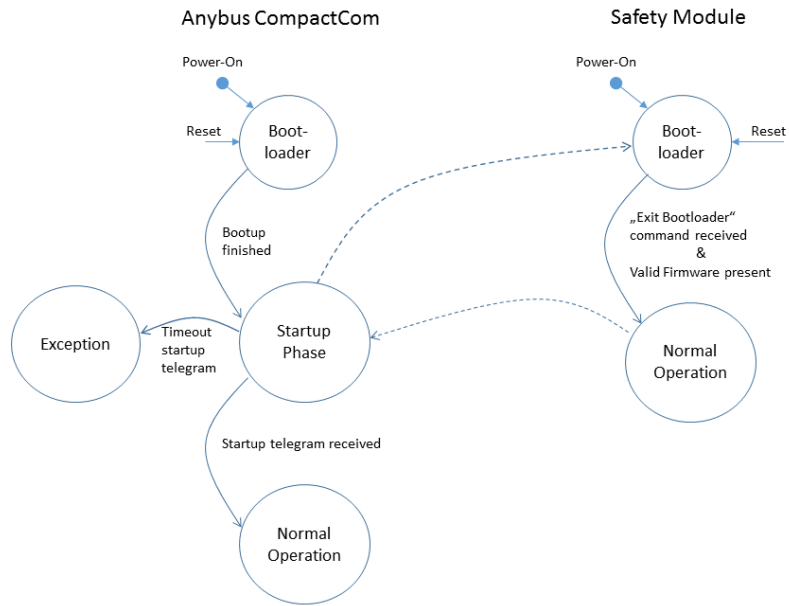 Anybus CompactCom
Safety Module
Power-On
Reset
Boot-
loader
Bootup
finished
Exception
Timeout
startup
telegram
Startup
Phase
Startup telegram received
Normal
Operation
Power-On
Boot-
loader
Reset
„Exit Bootloader“
command received
&
Valid Firmware present
Normal
Operation